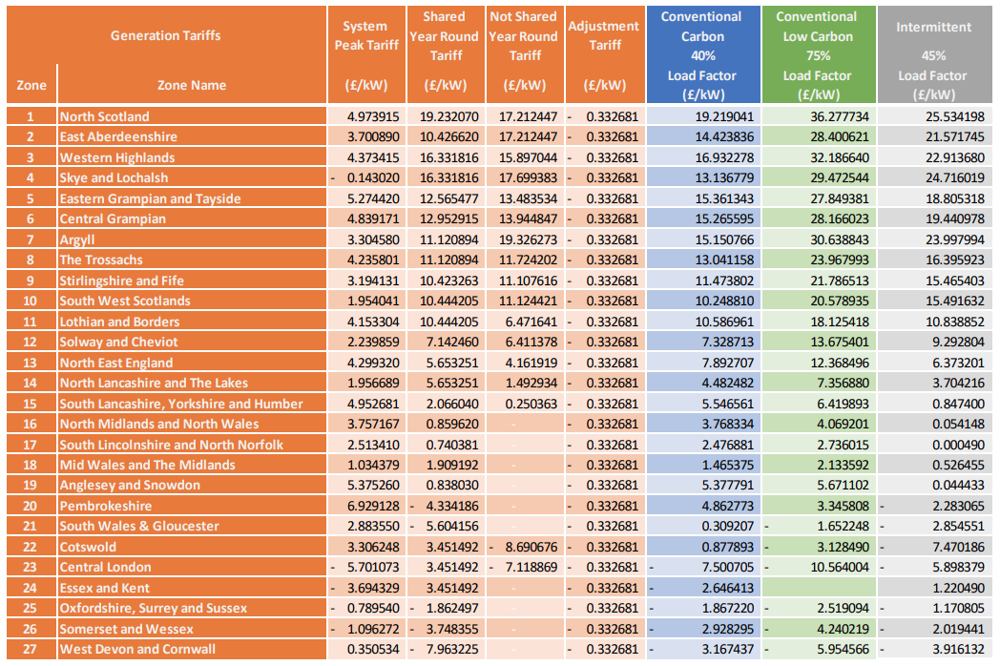 Generation Tariffs
System
Peak Tariff
(£/kW)
Shared
Year Round
Tariff
(£/kW)
Not Shared
Year Round
Tariff
(£/kW)
Adjustment
Tariff
(£/kW)
Conventional
Carbon
40%
Load Factor
(£/kW)
Conventional
Low Carbon
75%
Load Factor
(£/kW)
Intermittent
45%
Load Factor
(£/kW)
Zone Zone Name
1 North Scotland 4.973915 19.232070 17.212447 - 0.332681 19.219041 36.277734 25.534198
2 East Aberdeenshire 3.700890 10.426620 17.212447 - 0.332681 14.423836 28.400621 21.571745
3 Western Highlands 4.373415 16.331816 15.897044 - 0.332681 16.932278 32.186640 22.913680
4 Skye and Lochalsh - 0.143020 16.331816 17.699383 - 0.332681 13.136779 29.472544 24.716019
5 Eastern Grampian and Tayside 5.274420 12.565477 13.483534 - 0.332681 15.361343 27.849381 18.805318
6 Central Grampian 4.839171 12.952915 13.944847 - 0.332681 15.265595 28.166023 19.440978
7 Argyll 3.304580 11.120894 19.326273 - 0.332681 15.150766 30.638843 23.997994
8 The Trossachs 4.235801 11.120894 11.724202 - 0.332681 13.041158 23.967993 16.395923
9 Stirlingshire and Fife 3.194131 10.423263 11.107616 - 0.332681 11.473802 21.786513 15.465403
10 South West Scotlands 1.954041 10.444205 11.124421 - 0.332681 10.248810 20.578935 15.491632
11 Lothian and Borders 4.153304 10.444205 6.471641 - 0.332681 10.586961 18.125418 10.838852
12 Solway and Cheviot 2.239859 7.142460 6.411378 - 0.332681 7.328713 13.675401 9.292804
13 North East England 4.299320 5.653251 4.161919 - 0.332681 7.892707 12.368496 6.373201
14 North Lancashire and The Lakes 1.956689 5.653251 1.492934 - 0.332681 4.482482 7.356880 3.704216
15 South Lancashire, Yorkshire and Humber 4.952681 2.066040 0.250363 - 0.332681 5.546561 6.419893 0.847400
16 North Midlands and North Wales 3.757167 0.859620 - - 0.332681 3.768334 4.069201 0.054148
17 South Lincolnshire and North Norfolk 2.513410 0.740381 - - 0.332681 2.476881 2.736015 0.000490
18 Mid Wales and The Midlands 1.034379 1.909192 - - 0.332681 1.465375 2.133592 0.526455
19 Anglesey and Snowdon 5.375260 0.838030 - - 0.332681 5.377791 5.671102 0.044433
20 Pembrokeshire 6.929128 - 4.334186 - - 0.332681 4.862773 3.345808 - 2.283065
21 South Wales & Gloucester 2.883550 - 5.604156 - - 0.332681 0.309207 - 1.652248 - 2.854551
22 Cotswold 3.306248 3.451492 - 8.690676 - 0.332681 0.877893 - 3.128490 - 7.470186
23 Central London - 5.701073 3.451492 - 7.118869 - 0.332681 - 7.500705 - 10.564004 - 5.898379
24 Essex and Kent - 3.694329 3.451492 - - 0.332681 - 2.646413 1.220490
25 Oxfordshire, Surrey and Sussex - 0.789540 - 1.862497 - - 0.332681 - 1.867220 - 2.519094 - 1.170805
26 Somerset and Wessex - 1.096272 - 3.748355 - - 0.332681 - 2.928295 - 4.240219 - 2.019441
27 West Devon and Cornwall 0.350534 - 7.963225 - - 0.332681 - 3.167437 - 5.954566 - 3.916132